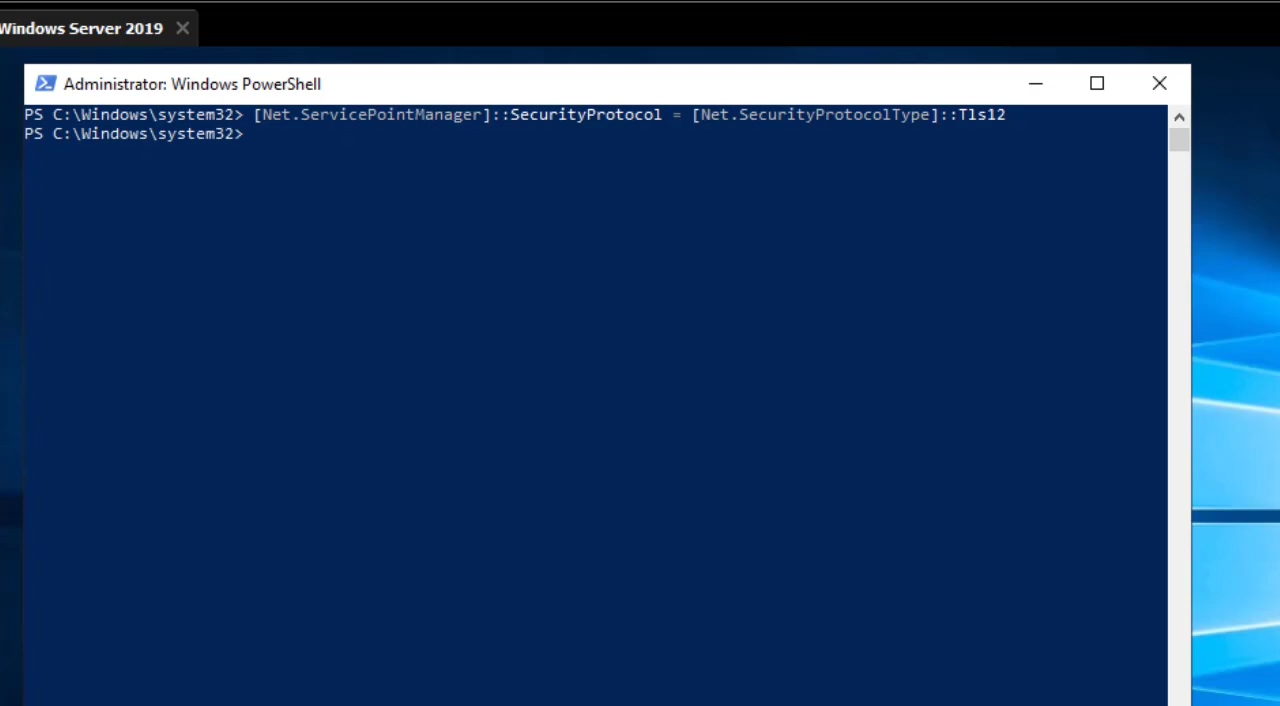 Windows Server 2019
Administrator: Windows PowerShell
PS C:\Windows\system32> [Net.ServicePointManager]::SecurityProtocol = [Net.SecurityProtocolType]::Tls12
PS C:\Windows\system32>